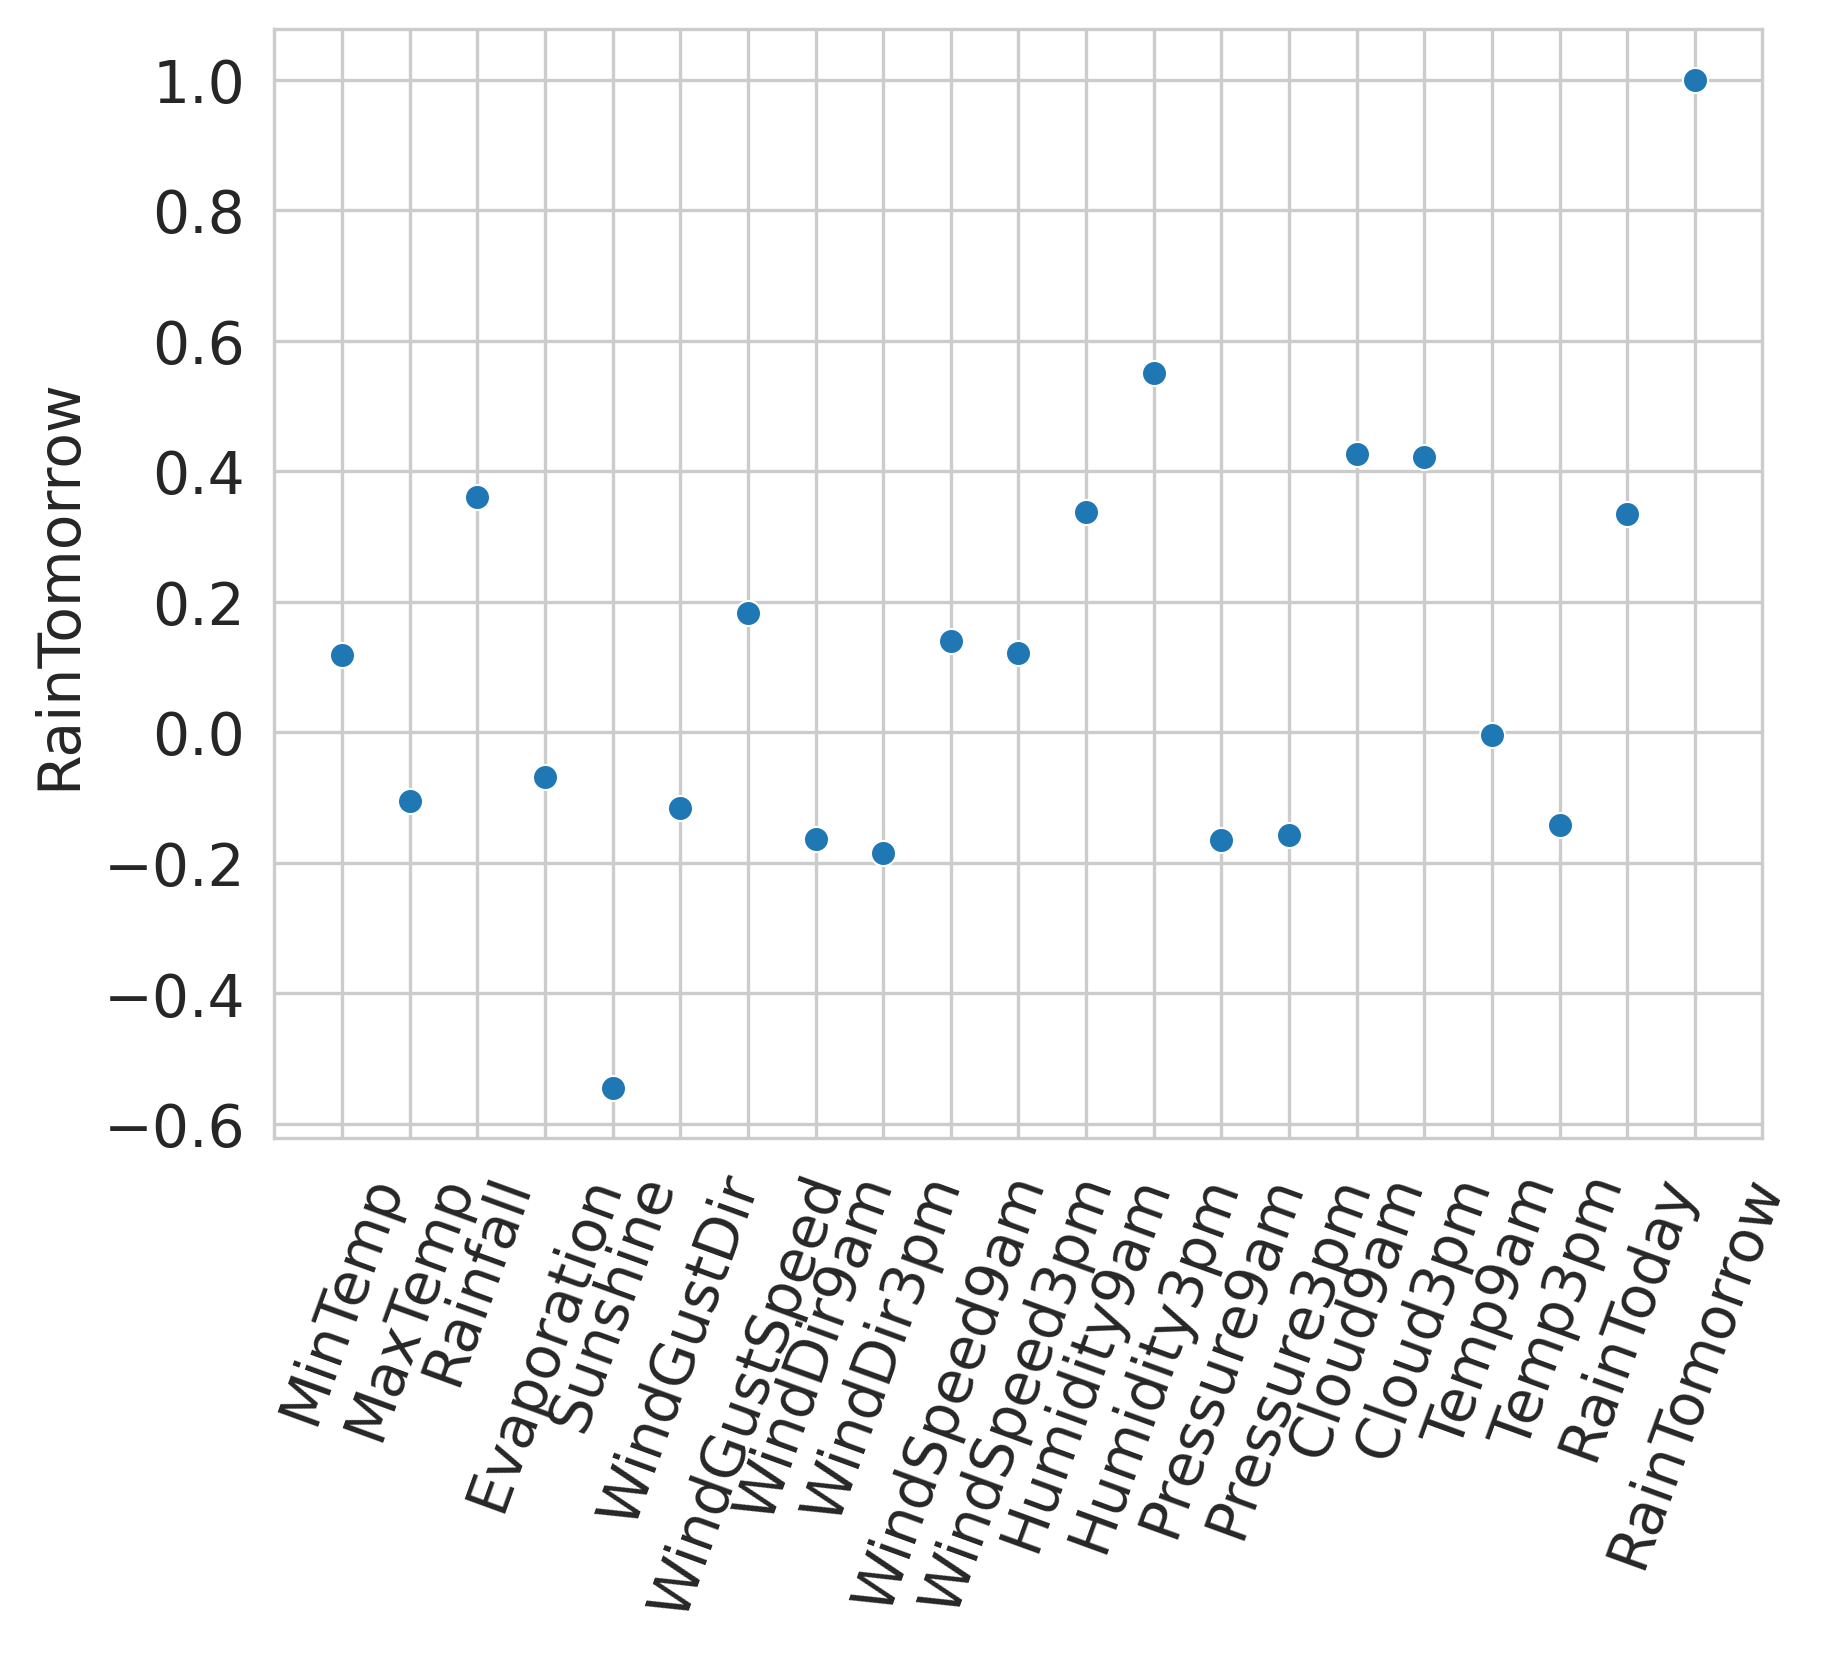 1.0
0.8
0.6
0.4
0.2
0.0
−0.2
−0.4
−0.6
RainTomorrow
MinTemp
MaxTemp
Rainfall
Evaporation
Sunshine
WindGustDir
WindGustSpeed
WindDir9am
WindDir3pm
WindSpeed9am
WindSpeed3pm
Humidity9am
Humidity3pm
Pressure9am
Pressure3pm
Cloud9am
Cloud3pm
Temp9am
Temp3pm
RainToday
RainTomorrow